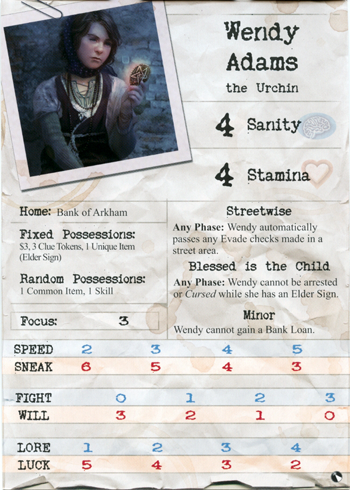 Wendy
Adams
the Urchin
4 Sanity
4 Stamina
Home: Bank of Arkham
Fixed Possessions:
$3, 3 Clue Tokens, 1 Unique Item
(Elder Sign)
Random Possessions:
1 Common Item, 1 Skill
Focus: 3
Streetwise
Any Phase: Wendy automatically
passes any Evade checks made in a
street area.
Blessed is the Child
Any Phase: Wendy cannot be arrested
or Cursed while she has an Elder Sign.
Minor
Wendy cannot gain a Bank Loan.
SPEED 2 3 4 5
SNEAK 6 5 4 3
FIGHT 0 1 2 3
WILL 3 2 1 0
LORE 1 2 3 4
LUCK 5 4 3 2